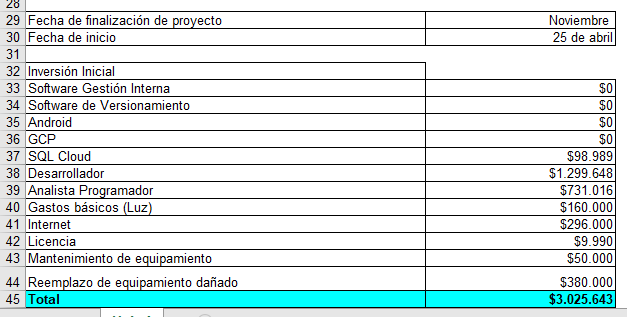 28
29 Fecha de finalización de proyecto Noviembre
30 Fecha de inicio 25 de abril
31
32 Inversión Inicial
33 Software Gestión Interna $0
34 Software de Versionamiento $0
35 Android $0
36 GCP $0
37 SQL Cloud $98.989
38 Desarrollador $1.299.648
39 Analista Programador $731.016
40 Gastos básicos (Luz) $160.000
41 Internet $296.000
42 Licencia $9.990
43 Mantenimiento de equipamiento $50.000
44 Reemplazo de equipamiento dañado $380.000
45 Total $3.025.643